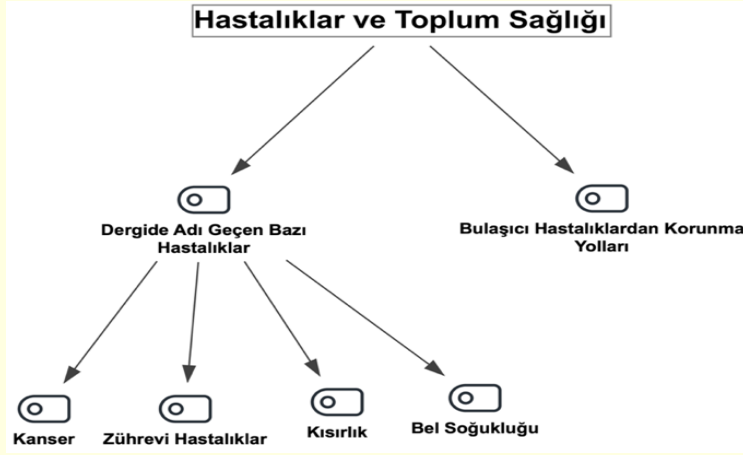 Hastalıklar ve Toplum Sağlığı
Dergide Adı Geçen Bazı
Hastalıklar
Bulaşıcı Hastalıklardan Korunma
Yolları
Kanser
Zührevi Hastalıklar
Kısırlık
Bel Soğukluğu